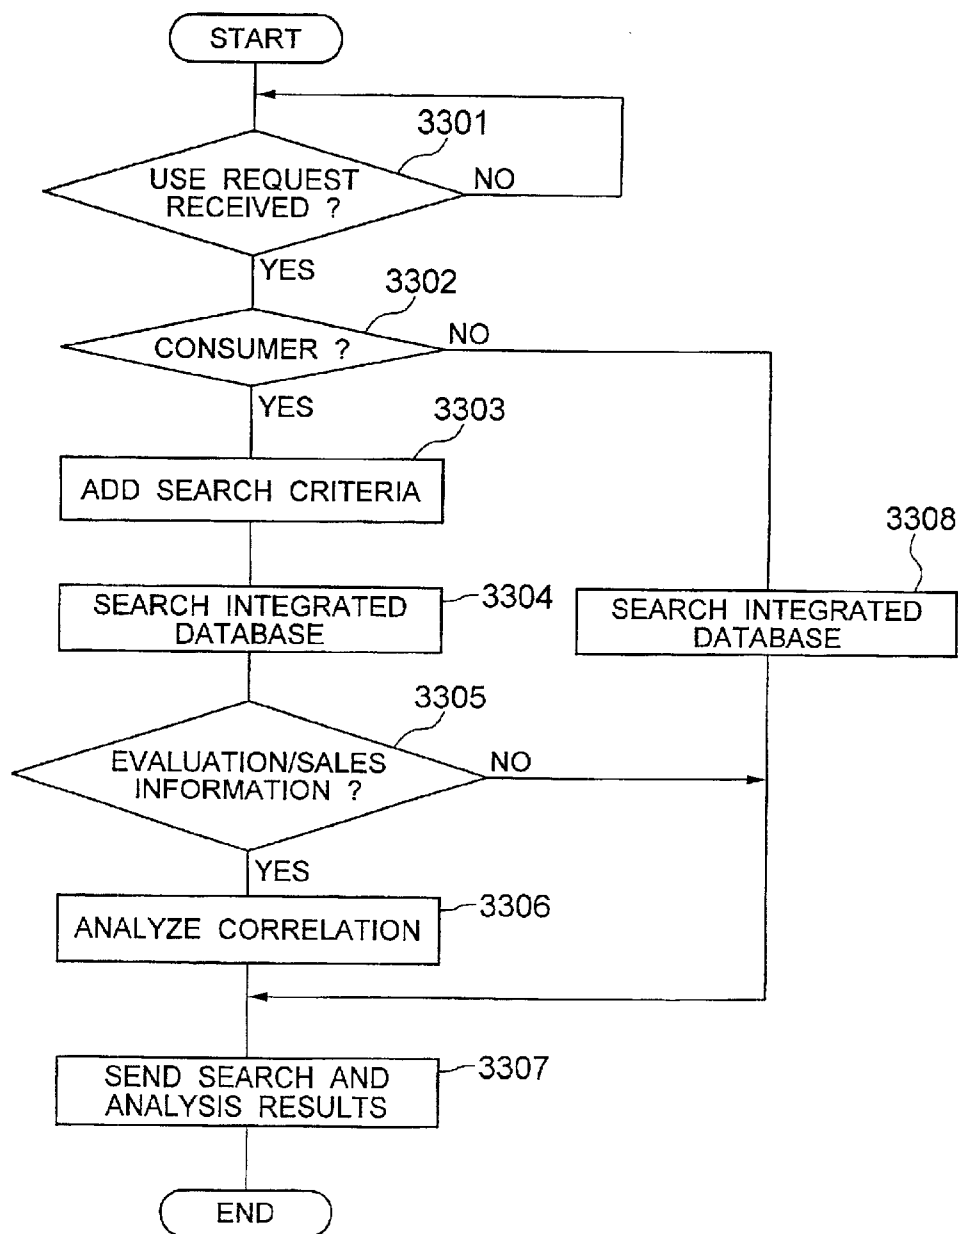 START
3301
USE REQUEST
RECEIVED ?
NO
YES
3302
CONSUMER ?
NO
YES
3303
ADD SEARCH CRITERIA
3304
SEARCH INTEGRATED
DATABASE
3308
SEARCH INTEGRATED
DATABASE
3305
EVALUATION/SALES
INFORMATION ?
NO
YES
3306
ANALYZE CORRELATION
3307
SEND SEARCH AND
ANALYSIS RESULTS
END